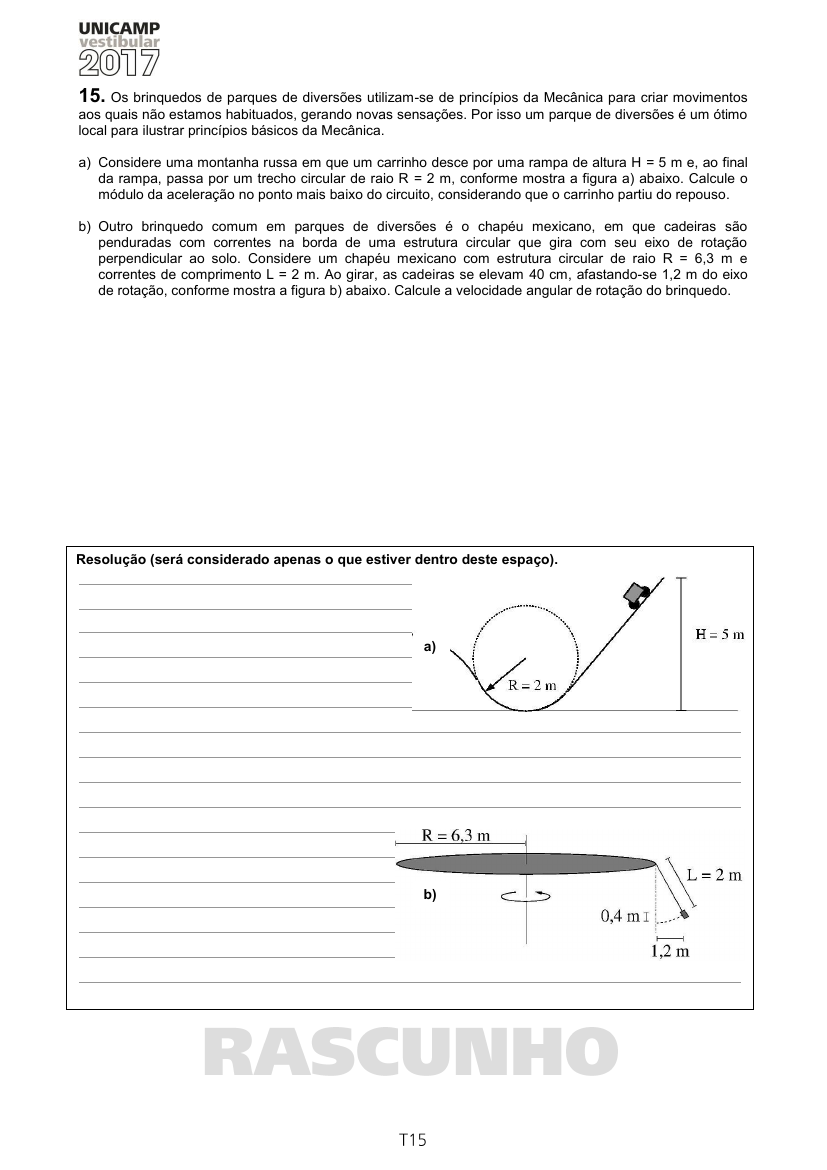 UNICAMP
vestibular
2017
15. Os brinquedos de parques de diversões utilizam-se de princípios da Mecânica para criar movimentos
aos quais não estamos habituados, gerando novas sensações. Por isso um parque de diversões é um ótimo
local para ilustrar princípios básicos da Mecânica.
a) Considere uma montanha russa em que um carrinho desce por uma rampa de altura H = 5 m e, ao final
da rampa, passa por um trecho circular de raio R = 2 m, conforme mostra a figura a) abaixo. Calcule o
módulo da aceleração no ponto mais baixo do circuito, considerando que o carrinho partiu do repouso.
b) Outro brinquedo comum em parques de diversões é o chapéu mexicano, em que cadeiras são
penduradas com correntes na borda de uma estrutura circular que gira com seu eixo de rotação
perpendicular ao solo. Considere um chapéu mexicano com estrutura circular de raio R = 6,3 m e
correntes de comprimento L = 2 m. Ao girar, as cadeiras se elevam 40 cm, afastando-se 1,2 m do eixo
de rotação, conforme mostra a figura b) abaixo. Calcule a velocidade angular de rotação do brinquedo.
Resolução (será considerado apenas o que estiver dentro deste espaço).
a)
H = 5 m
R = 2 m
R = 6,3 m
L = 2 m
b)
0,4 m
1,2 m
RASCUNHO
T15